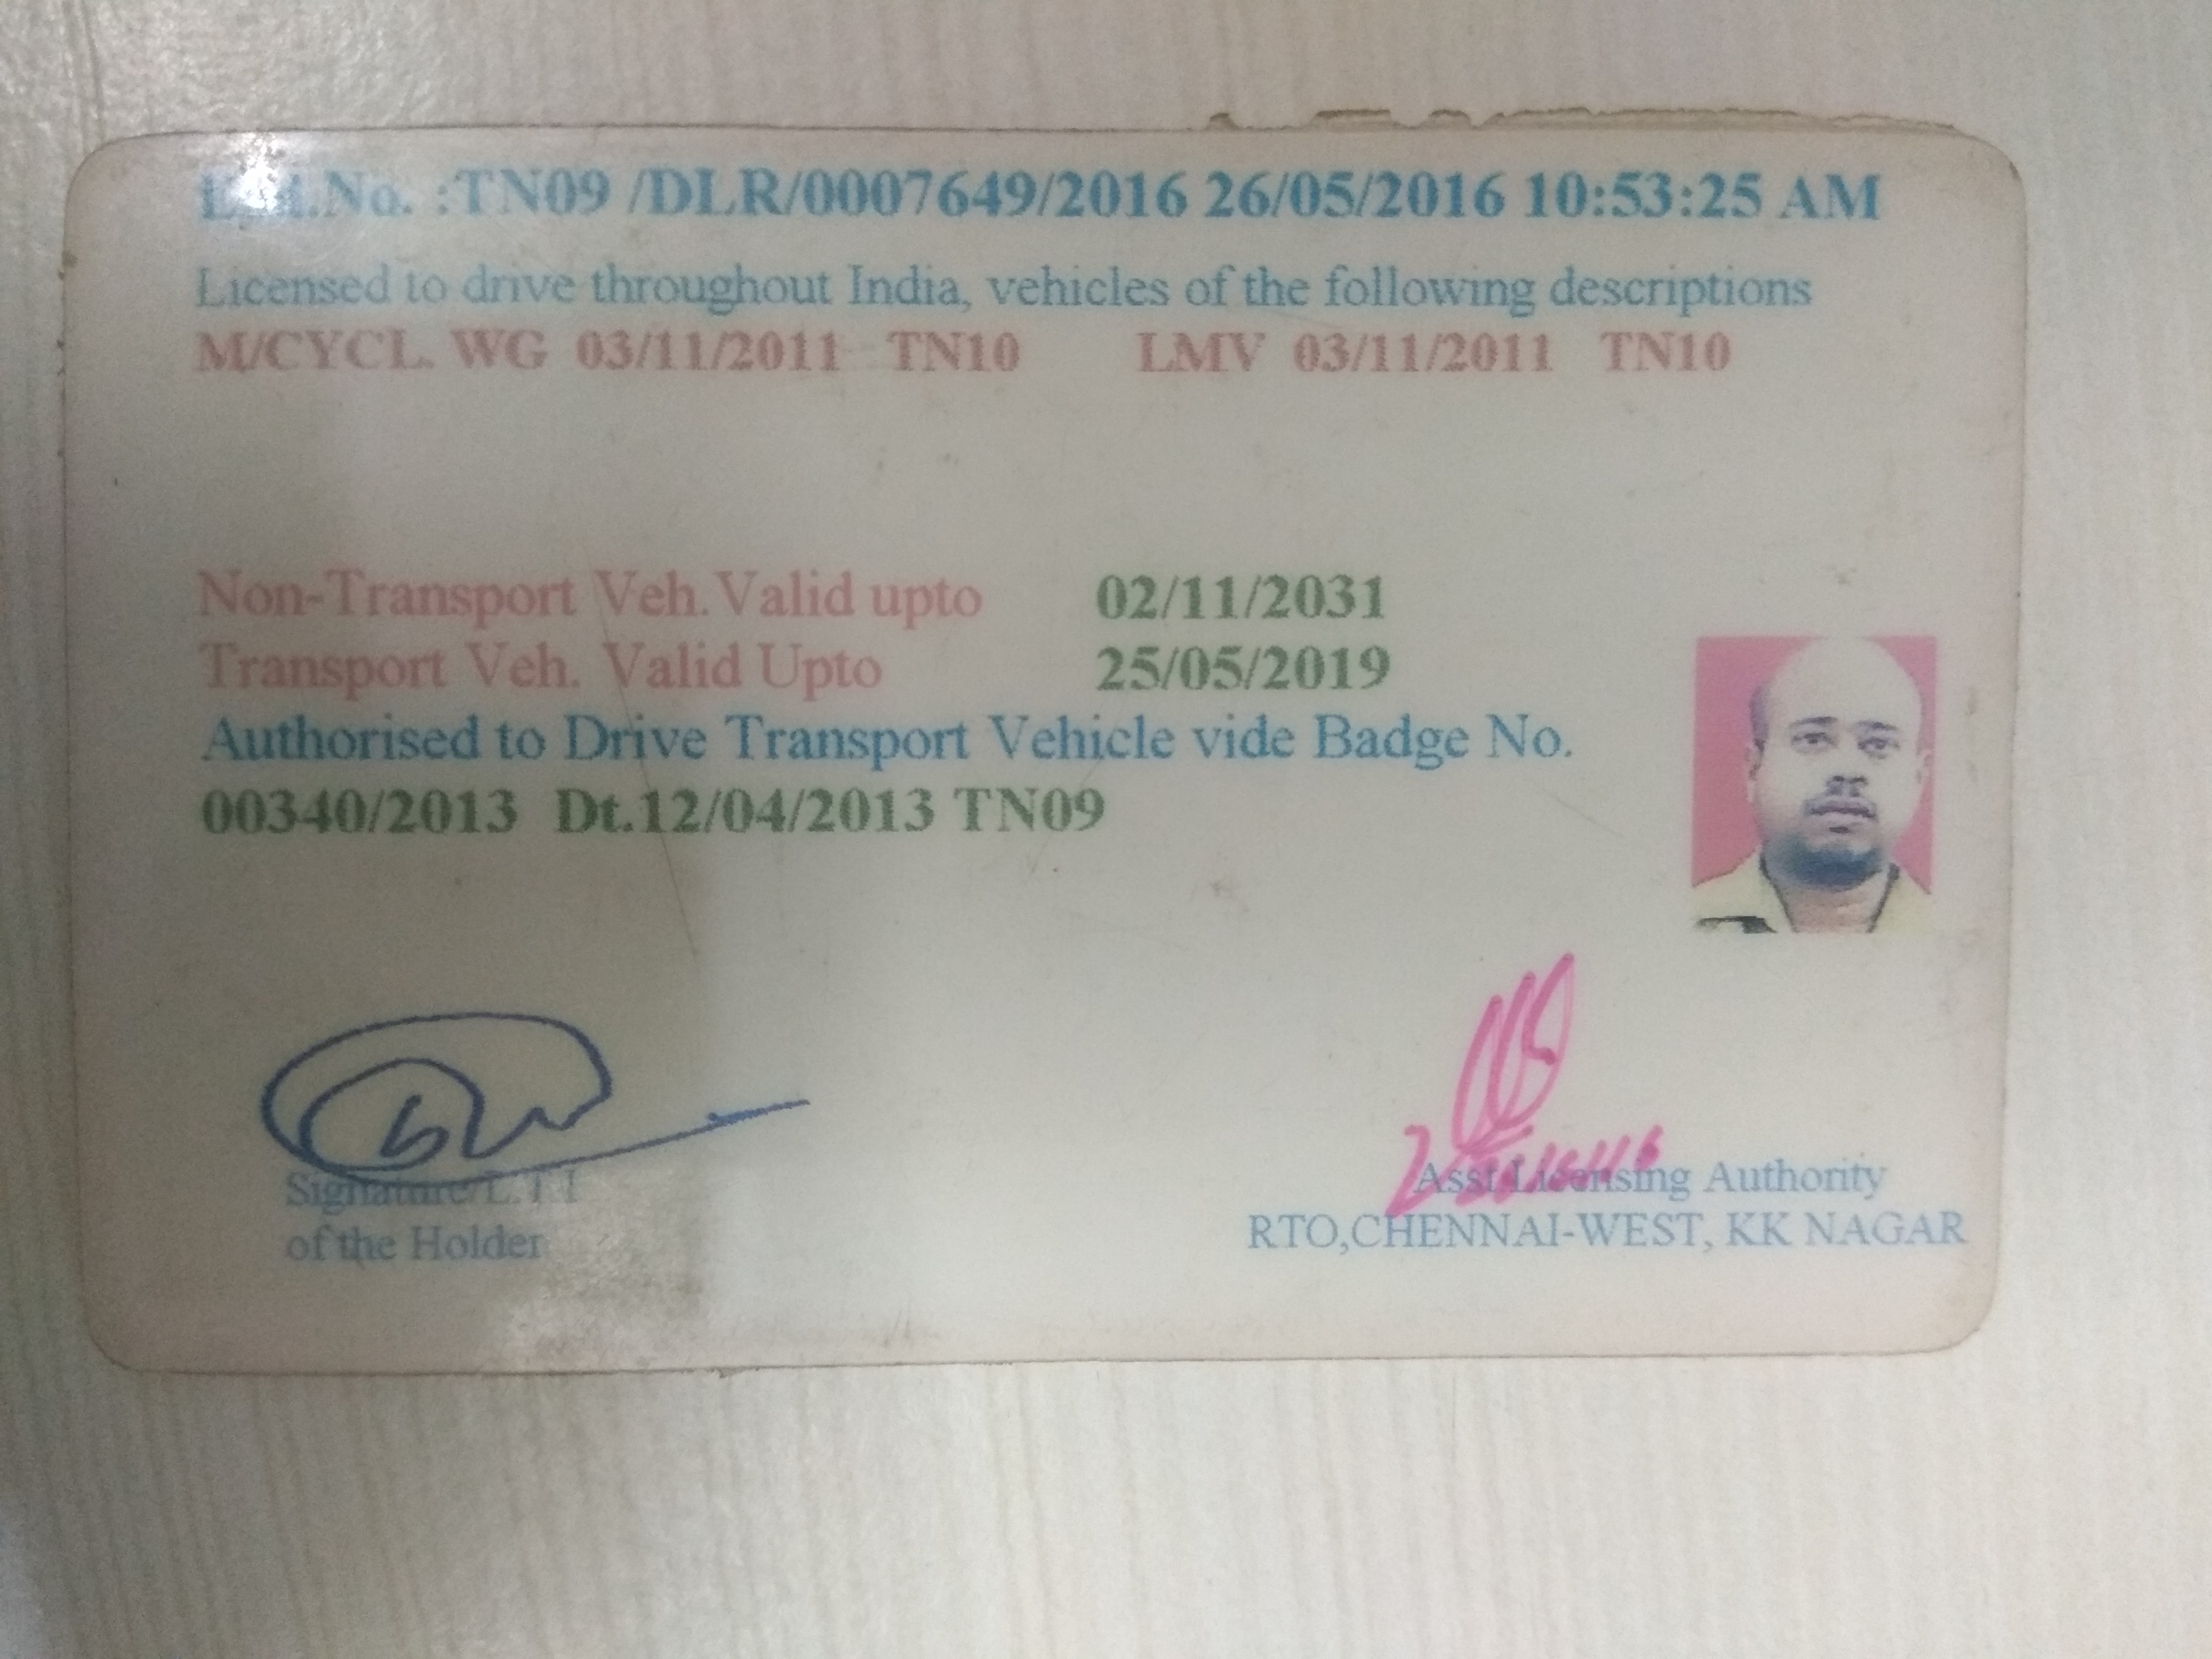 No. :TN09 /DLR/0007649/2016 26/05/2016 10:53:25 AM
Licensed to drive throughout India, vehicles of the following descriptions
M/CYCL. WG 03/11/2011 TN10 LMV 03/11/2011 TN10
Non-Transport Veh.Valid upto 02/11/2031
Transport Veh. Valid Upto 25/05/2019
Authorised to Drive Transport Vehicle vide Badge No.
00340/2013 Dt.12/04/2013 TN09
Signature/L.T.I
of the Holder
Asst Licensing Authority
RTO,CHENNAI-WEST, KK NAGAR